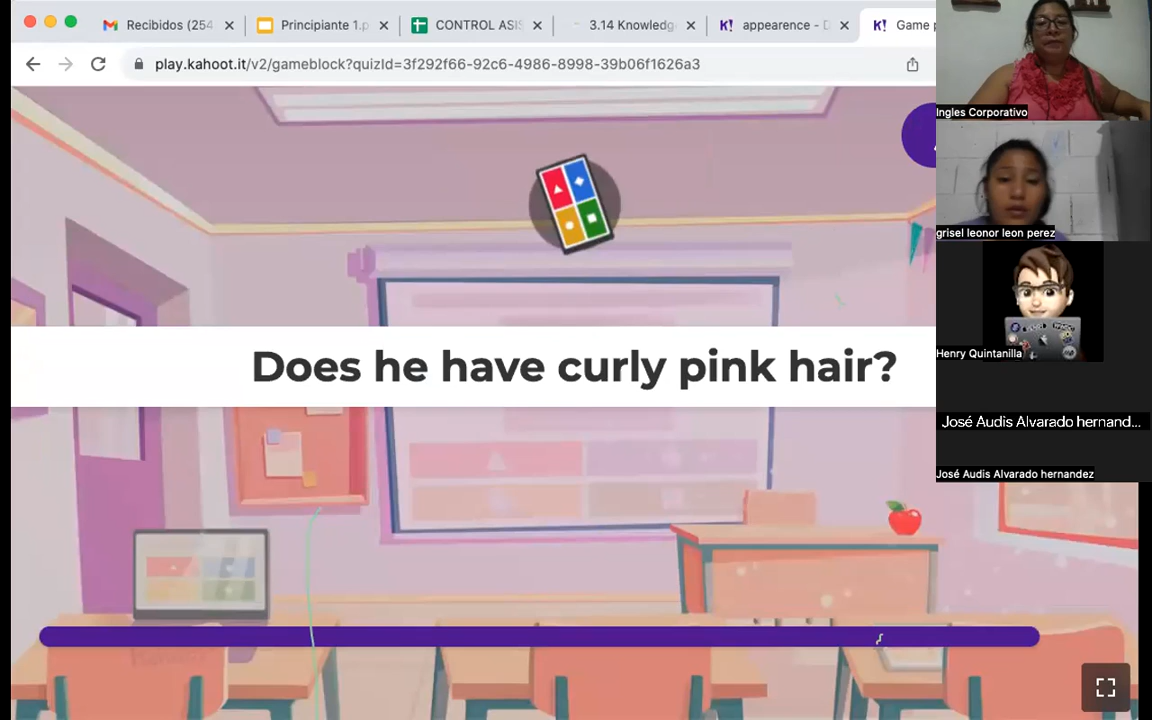 Recibidos (254
Principiante 1.p
CONTROL ASIS
3.14 Knowledg
appearence - D
K!
Game p
play.kahoot.it/v2/gameblock?quizId=3f292f66-92c6-4986-8998-39b06f1626a3
Does he have curly pink hair?
Ingles Corporativo
grisel leonor leon perez
Henry Quintanilla
José Audis Alvarado hernand...
José Audis Alvarado hernandez